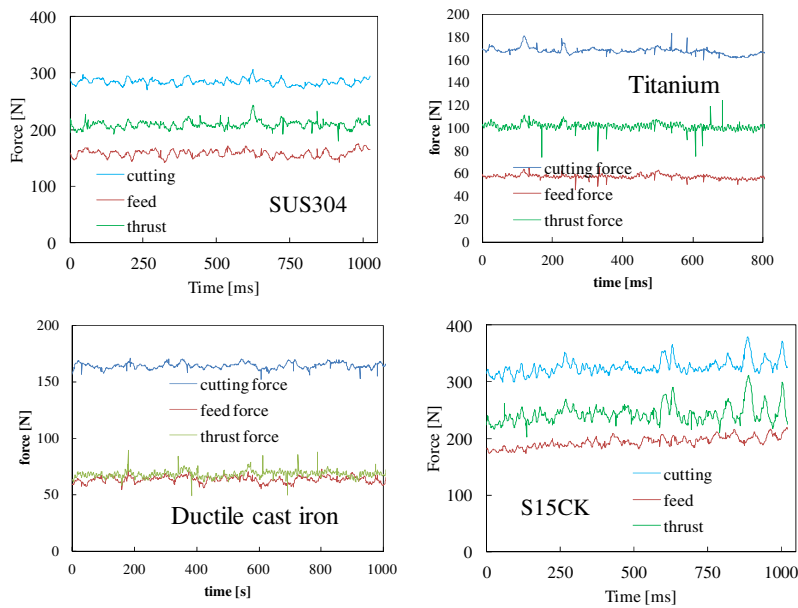 400
300
200
100
0
Force [N]
cutting
feed
thrust
SUS304
0 250 500 750 1000
Time [ms]
200
180
160
140
120
100
80
60
40
20
0
force [N]
Titanium
cutting force
feed force
thrust force
0 200 400 600 800
time [ms]
200
150
100
50
0
force [N]
cutting force
feed force
thrust force
Ductile cast iron
0 200 400 600 800 1000
time [s]
400
300
200
100
0
Force [N]
cutting
feed
thrust
S15CK
0 250 500 750 1000
Time [ms]